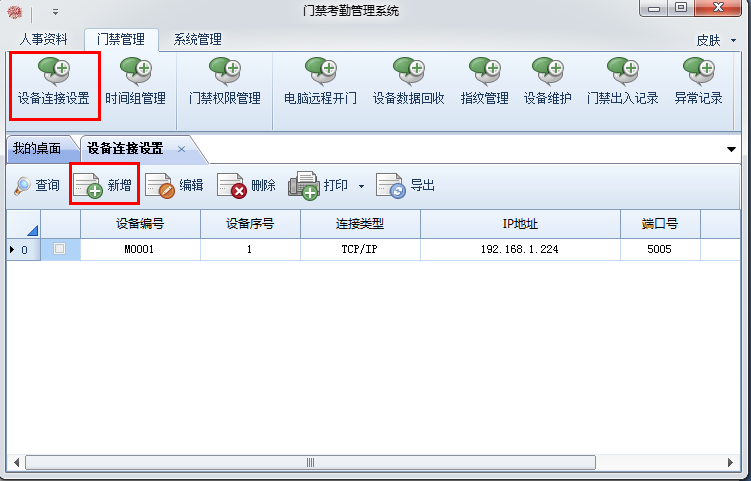 门禁考勤管理系统
人事资料 门禁管理 系统管理 皮肤
设备连接设置 时间组管理 门禁权限管理 电脑远程开门 设备数据回收 指纹管理 设备维护 门禁出入记录 异常记录
我的桌面 设备连接设置
查询 新增 编辑 删除 打印 导出
设备编号 设备序号 连接类型 IP地址 端口号
0 M0001 1 TCP/IP 192.168.1.224 5005